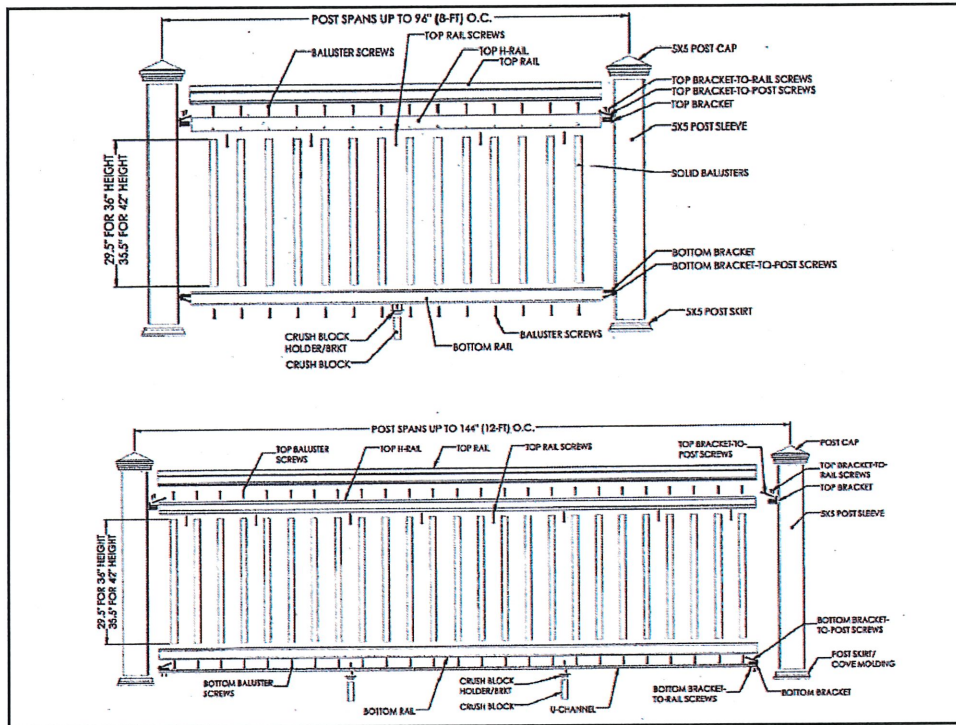 POST SPANS UP TO 96" (8-FT) O.C.
TOP RAIL SCREWS
BALUSTER SCREWS
TOP H-RAIL
TOP RAIL
5X5 POST CAP
TOP BRACKET-TO-RAIL SCREWS
TOP BRACKET-TO-POST SCREWS
TOP BRACKET
5X5 POST SLEEVE
SOLID BALUSTERS
29.5" FOR 36" HEIGHT
35.5" FOR 42" HEIGHT
BOTTOM BRACKET
BOTTOM BRACKET-TO-POST SCREWS
5X5 POST SKIRT
CRUSH BLOCK
HOLDER/BRKT
CRUSH BLOCK
BOTTOM RAIL
BALUSTER SCREWS
POST SPANS UP TO 144" (12-FT) O.C.
TOP BALUSTER
SCREWS
TOP H-RAIL
TOP RAIL
TOP RAIL SCREWS
TOP BRACKET-TO-
POST SCREWS
POST CAP
TOP BRACKET-TO-
RAIL SCREWS
TOP BRACKET
5X5 POST SLEEVE
29.5" FOR 36" HEIGHT
35.5" FOR 42" HEIGHT
BOTTOM BRACKET-
TO-POST SCREWS
POST SKIRT/
COVE MOLDING
BOTTOM BALUSTER
SCREWS
BOTTOM RAIL
CRUSH BLOCK
HOLDER/BRKT
CRUSH BLOCK
U-CHANNEL
BOTTOM BRACKET-
TO-RAIL SCREWS
BOTTOM BRACKET